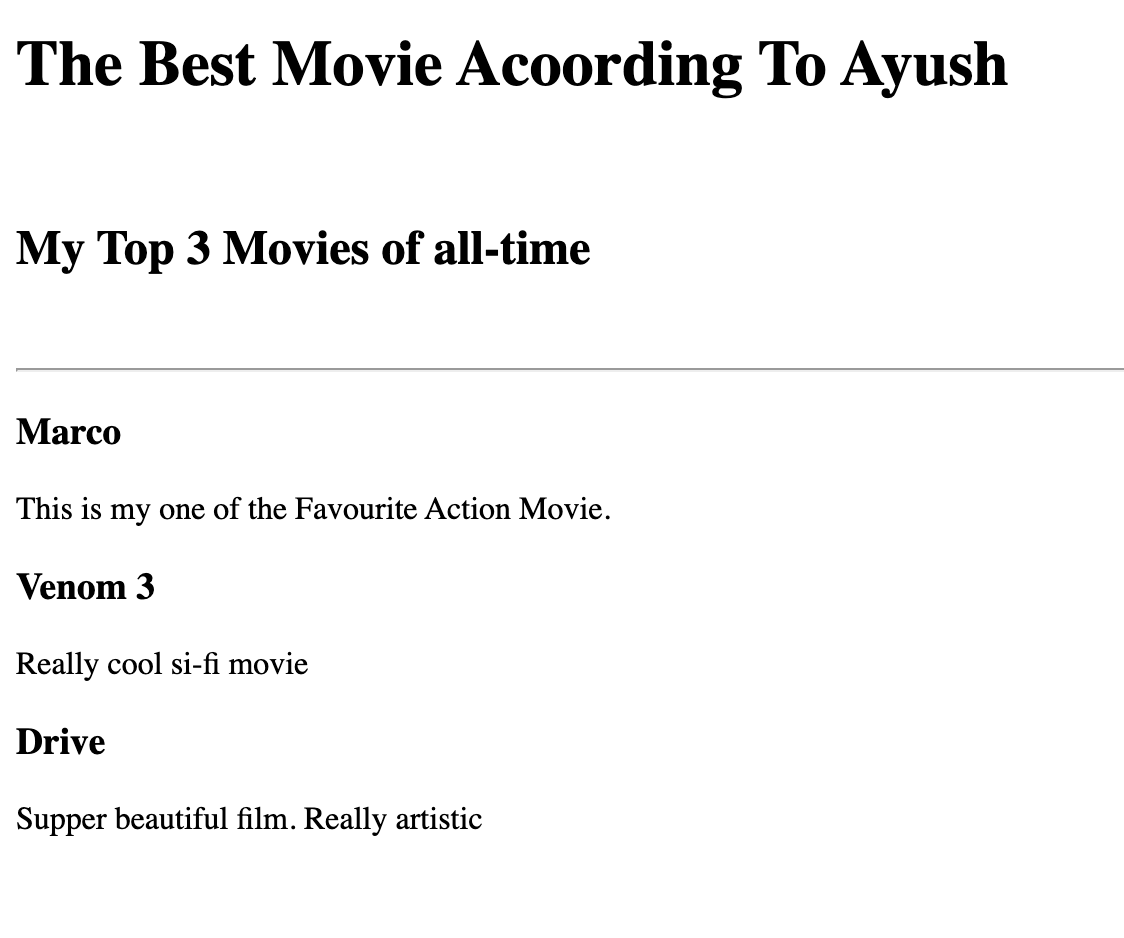 The Best Movie Acoording To Ayush
My Top 3 Movies of all-time
Marco
This is my one of the Favourite Action Movie.
Venom 3
Really cool si-fi movie
Drive
Supper beautiful film. Really artistic